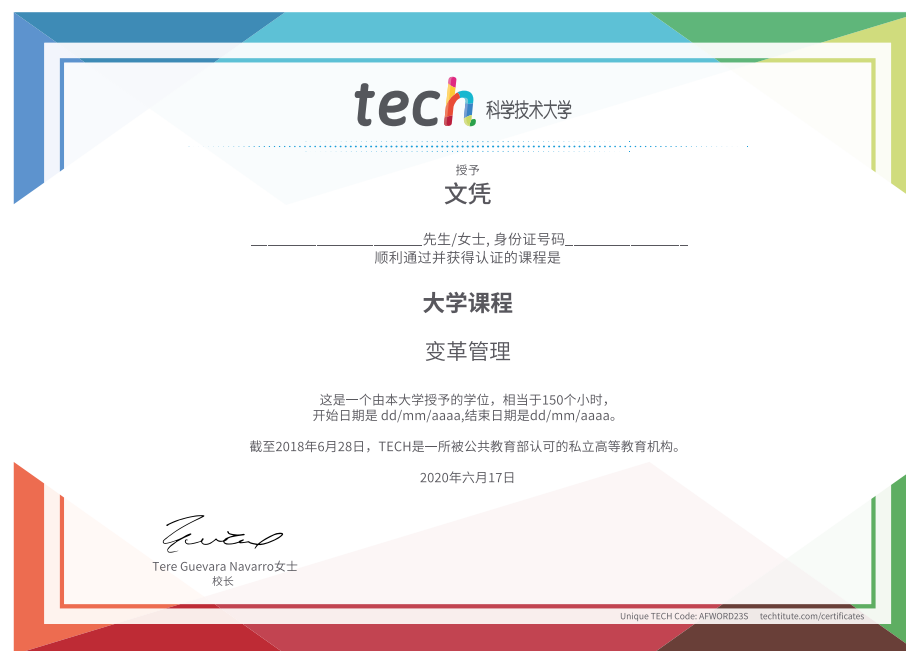 tech 科学技术大学
授予
文凭
_______________________先生/女士, 身份证号码_______________
顺利通过并获得认证的课程是
大学课程
变革管理
这是一个由本大学授予的学位，相当于150个小时，
开始日期是 dd/mm/aaaa,结束日期是dd/mm/aaaa。
截至2018年6月28日，TECH是一所被公共教育部认可的私立高等教育机构。
2020年六月17日
Tere Guevara Navarro女士
校长
Unique TECH Code: AFWORD23S techtitute.com/certificates